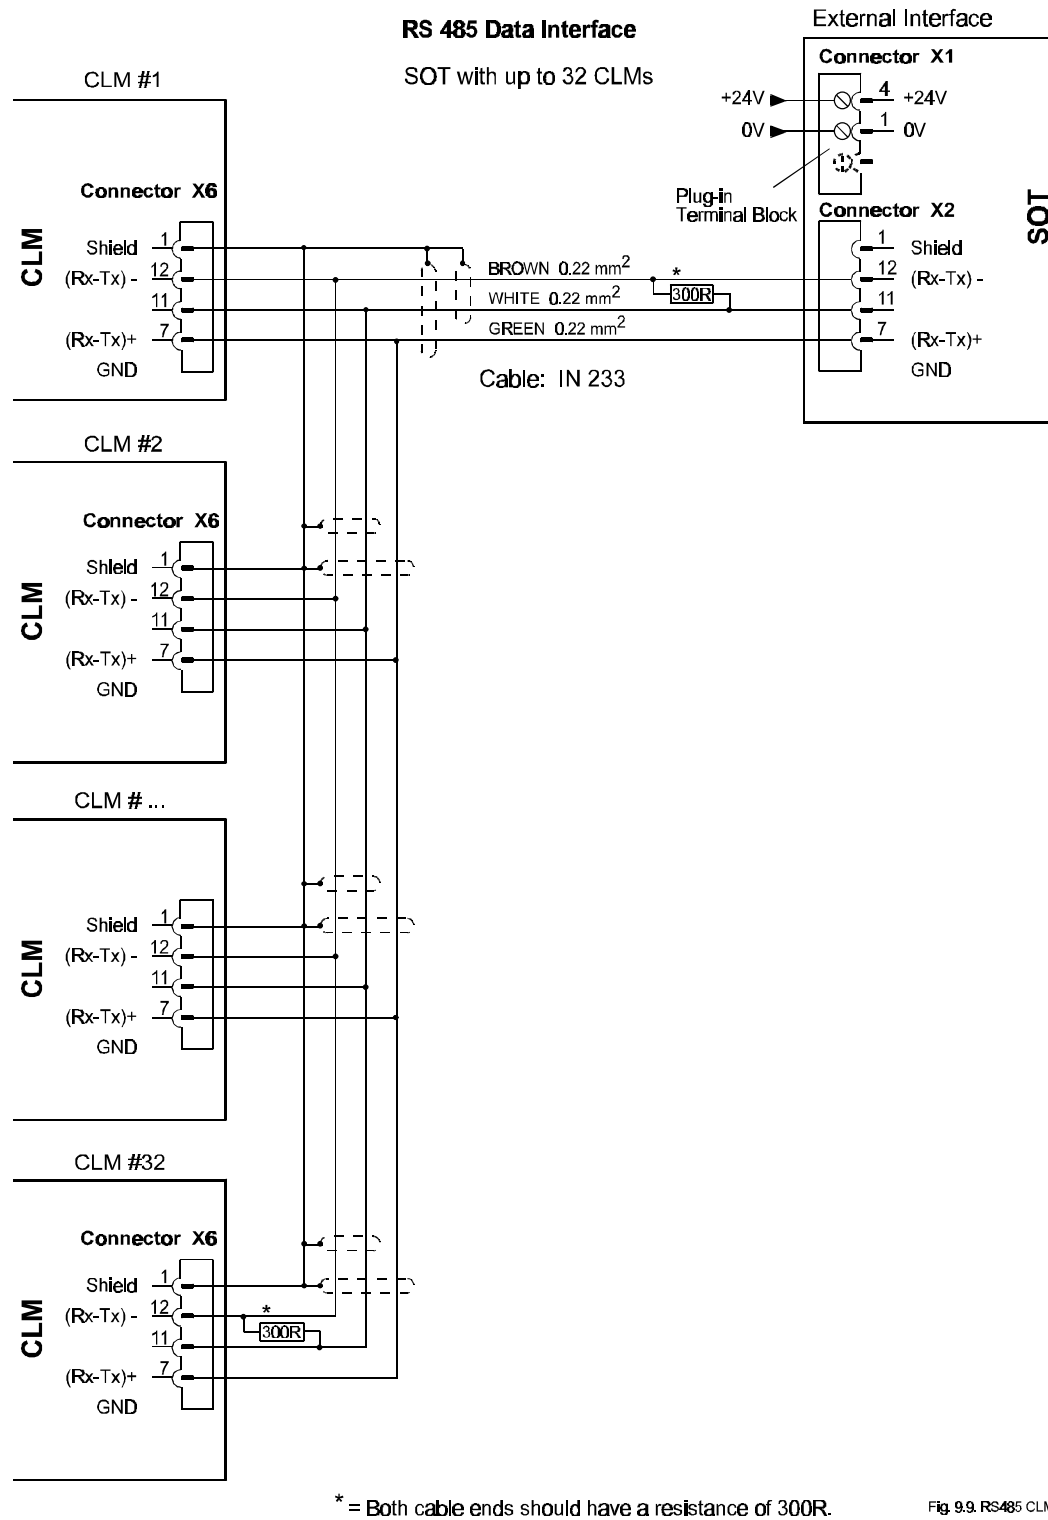 RS 485 Data Interface
SOT with up to 32 CLMs
External Interface
Connector X1
+24V
4
+24V
0V
1
0V
Plug-in
Terminal Block
Connector X2
SOT
1
Shield
12
(Rx-Tx) -
11
7
(Rx-Tx)+
GND
CLM #1
Connector X6
CLM
Shield
1
(Rx-Tx) -
12
11
(Rx-Tx)+
7
GND
BROWN 0.22 mm2
*
300R
WHITE 0.22 mm2
GREEN 0.22 mm2
Cable: IN 233
CLM #2
Connector X6
CLM
Shield
1
(Rx-Tx) -
12
11
(Rx-Tx)+
7
GND
CLM # ...
CLM
Shield
1
(Rx-Tx) -
12
11
(Rx-Tx)+
7
GND
CLM #32
Connector X6
CLM
Shield
1
(Rx-Tx) -
12
*
300R
11
(Rx-Tx)+
7
GND
* = Both cable ends should have a resistance of 300R.
Fig. 9.9. RS485 CLM